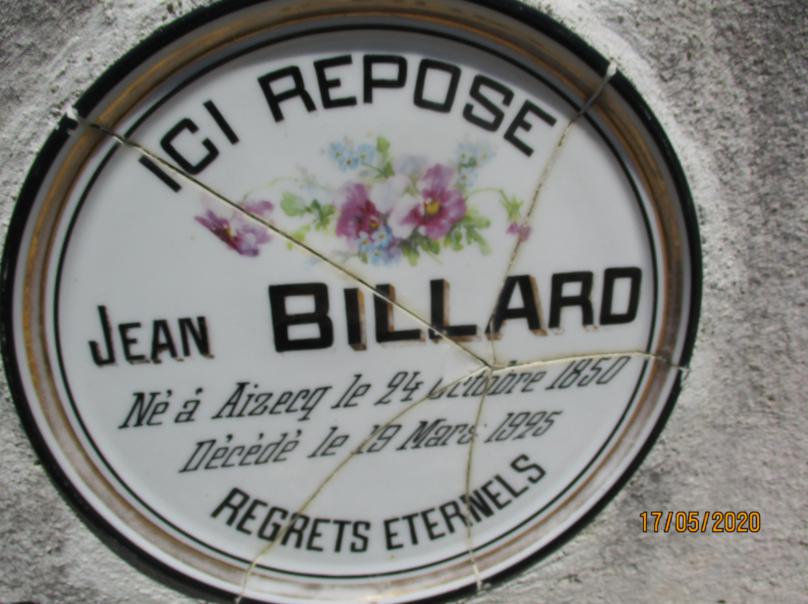 ICI REPOSE
JEAN BILLARD
Né à Aizecq le 24 Octobre 1850
Décédé le 19 Mars 1925
REGRETS ETERNELS
17/05/2020